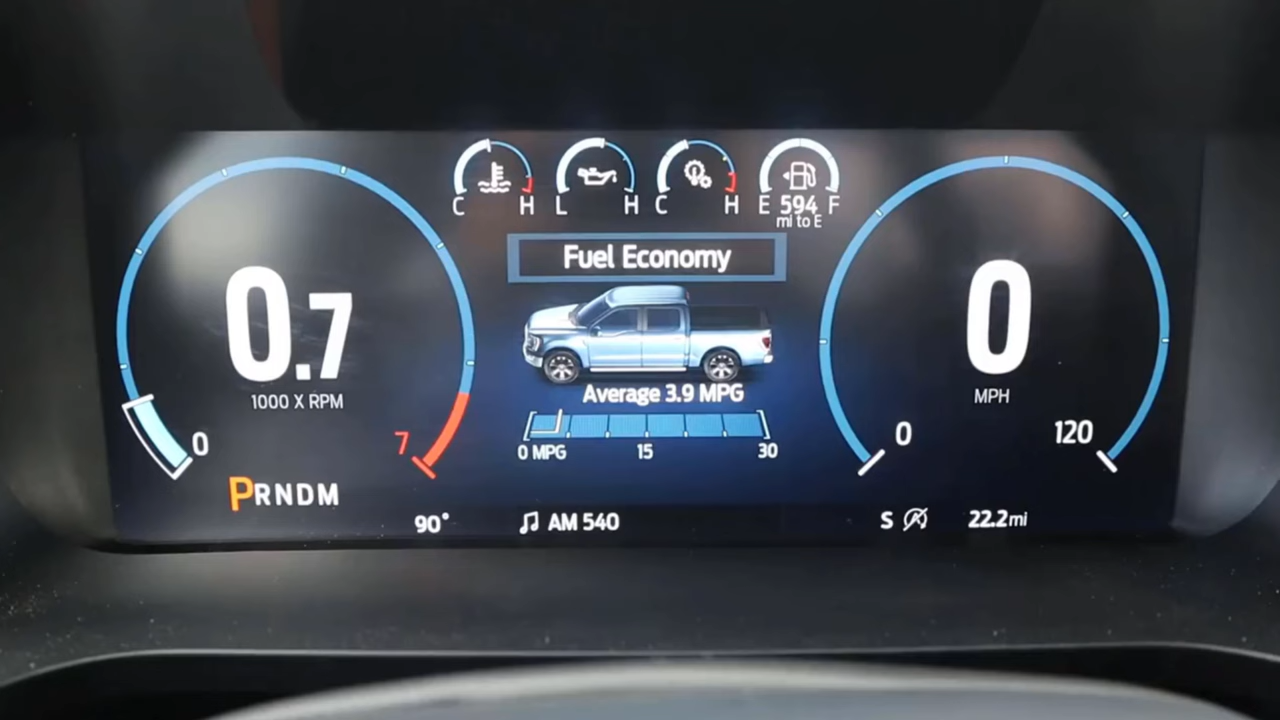 C H
L H
C H
E 594 F
mi to E
Fuel Economy
0.7
1000 X RPM
0
7
PRNDM
90°
Average 3.9 MPG
0 MPG 15 30
AM 540
0
MPH
0
120
S
22.2mi